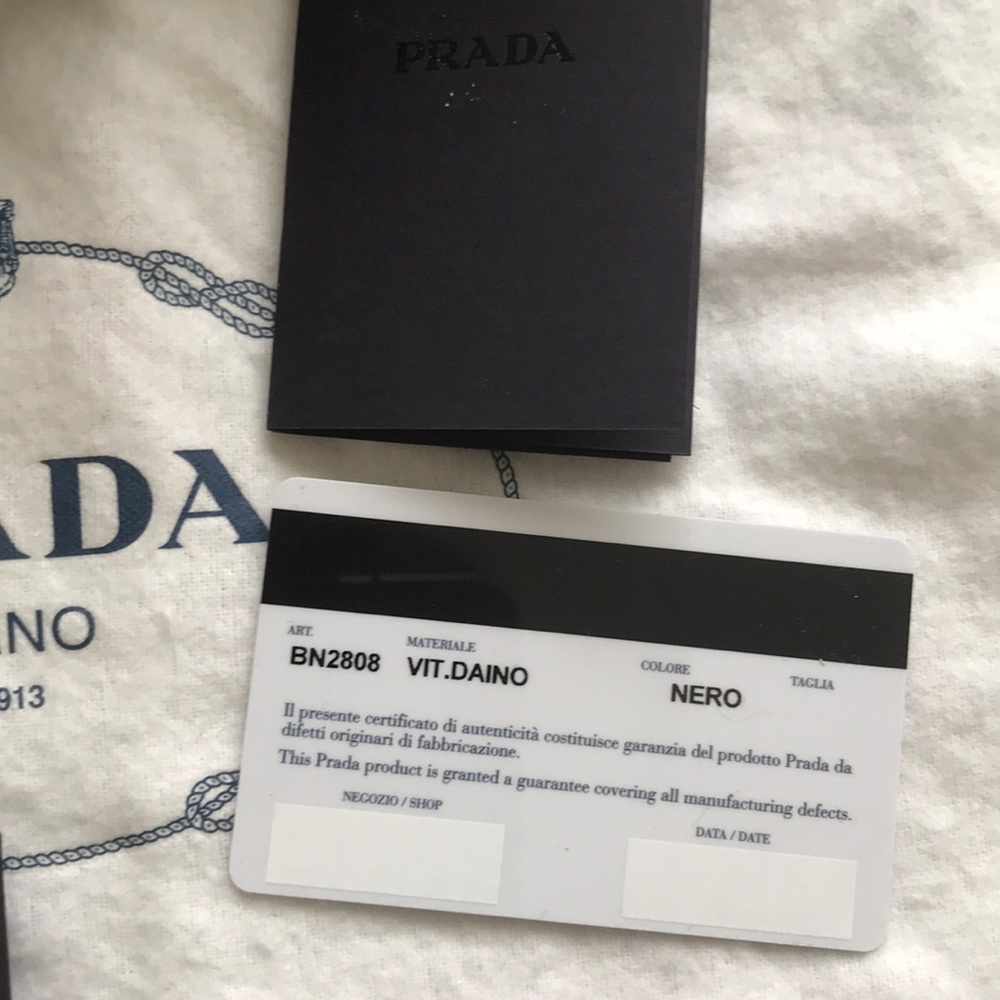 PRADA
ADA
NO
913
ART.
BN2808
MATERIALE
VIT.DAINO
COLORE
NERO
TAGLIA
Il presente certificato di autenticità costituisce garanzia del prodotto Prada da
difetti originari di fabbricazione.
This Prada product is granted a guarantee covering all manufacturing defects.
NEGOZIO / SHOP
DATA / DATE